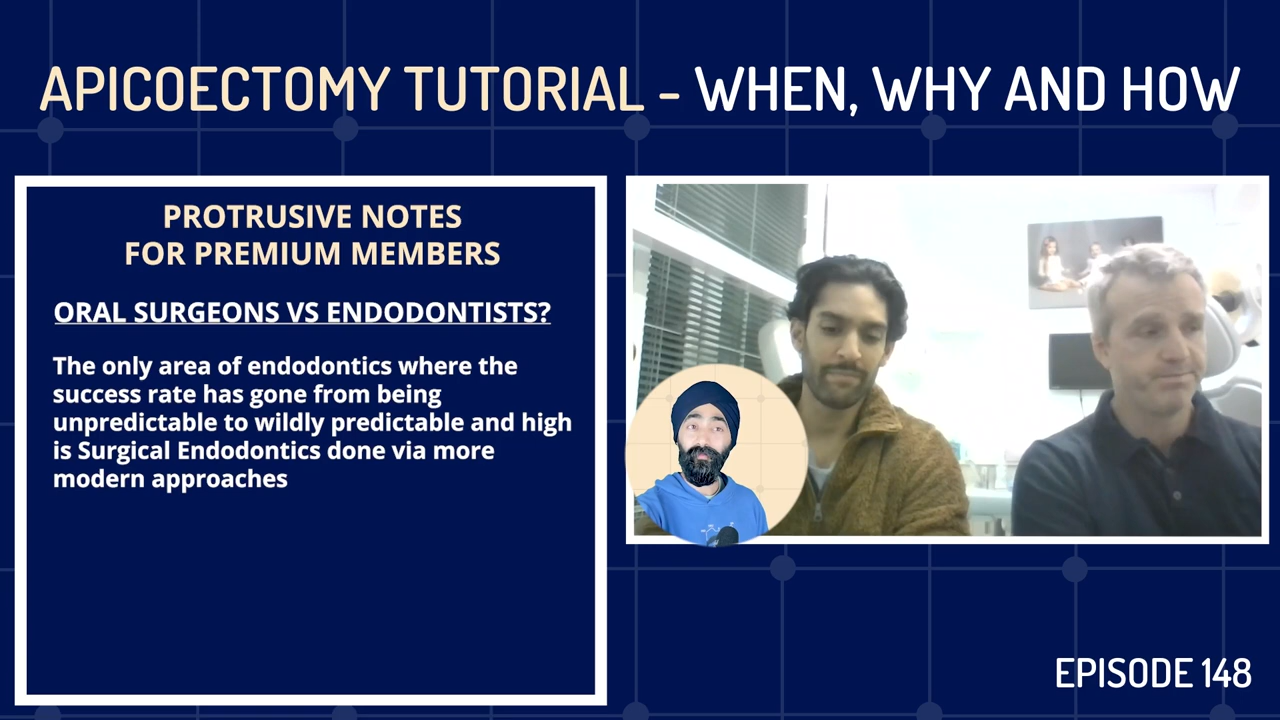 APICOECTOMY TUTORIAL - WHEN, WHY AND HOW
PROTRUSIVE NOTES
FOR PREMIUM MEMBERS
ORAL SURGEONS VS ENDODONTISTS?
The only area of endodontics where the
success rate has gone from being
unpredictable to wildly predictable and high
is Surgical Endodontics done via more
modern approaches
EPISODE 148